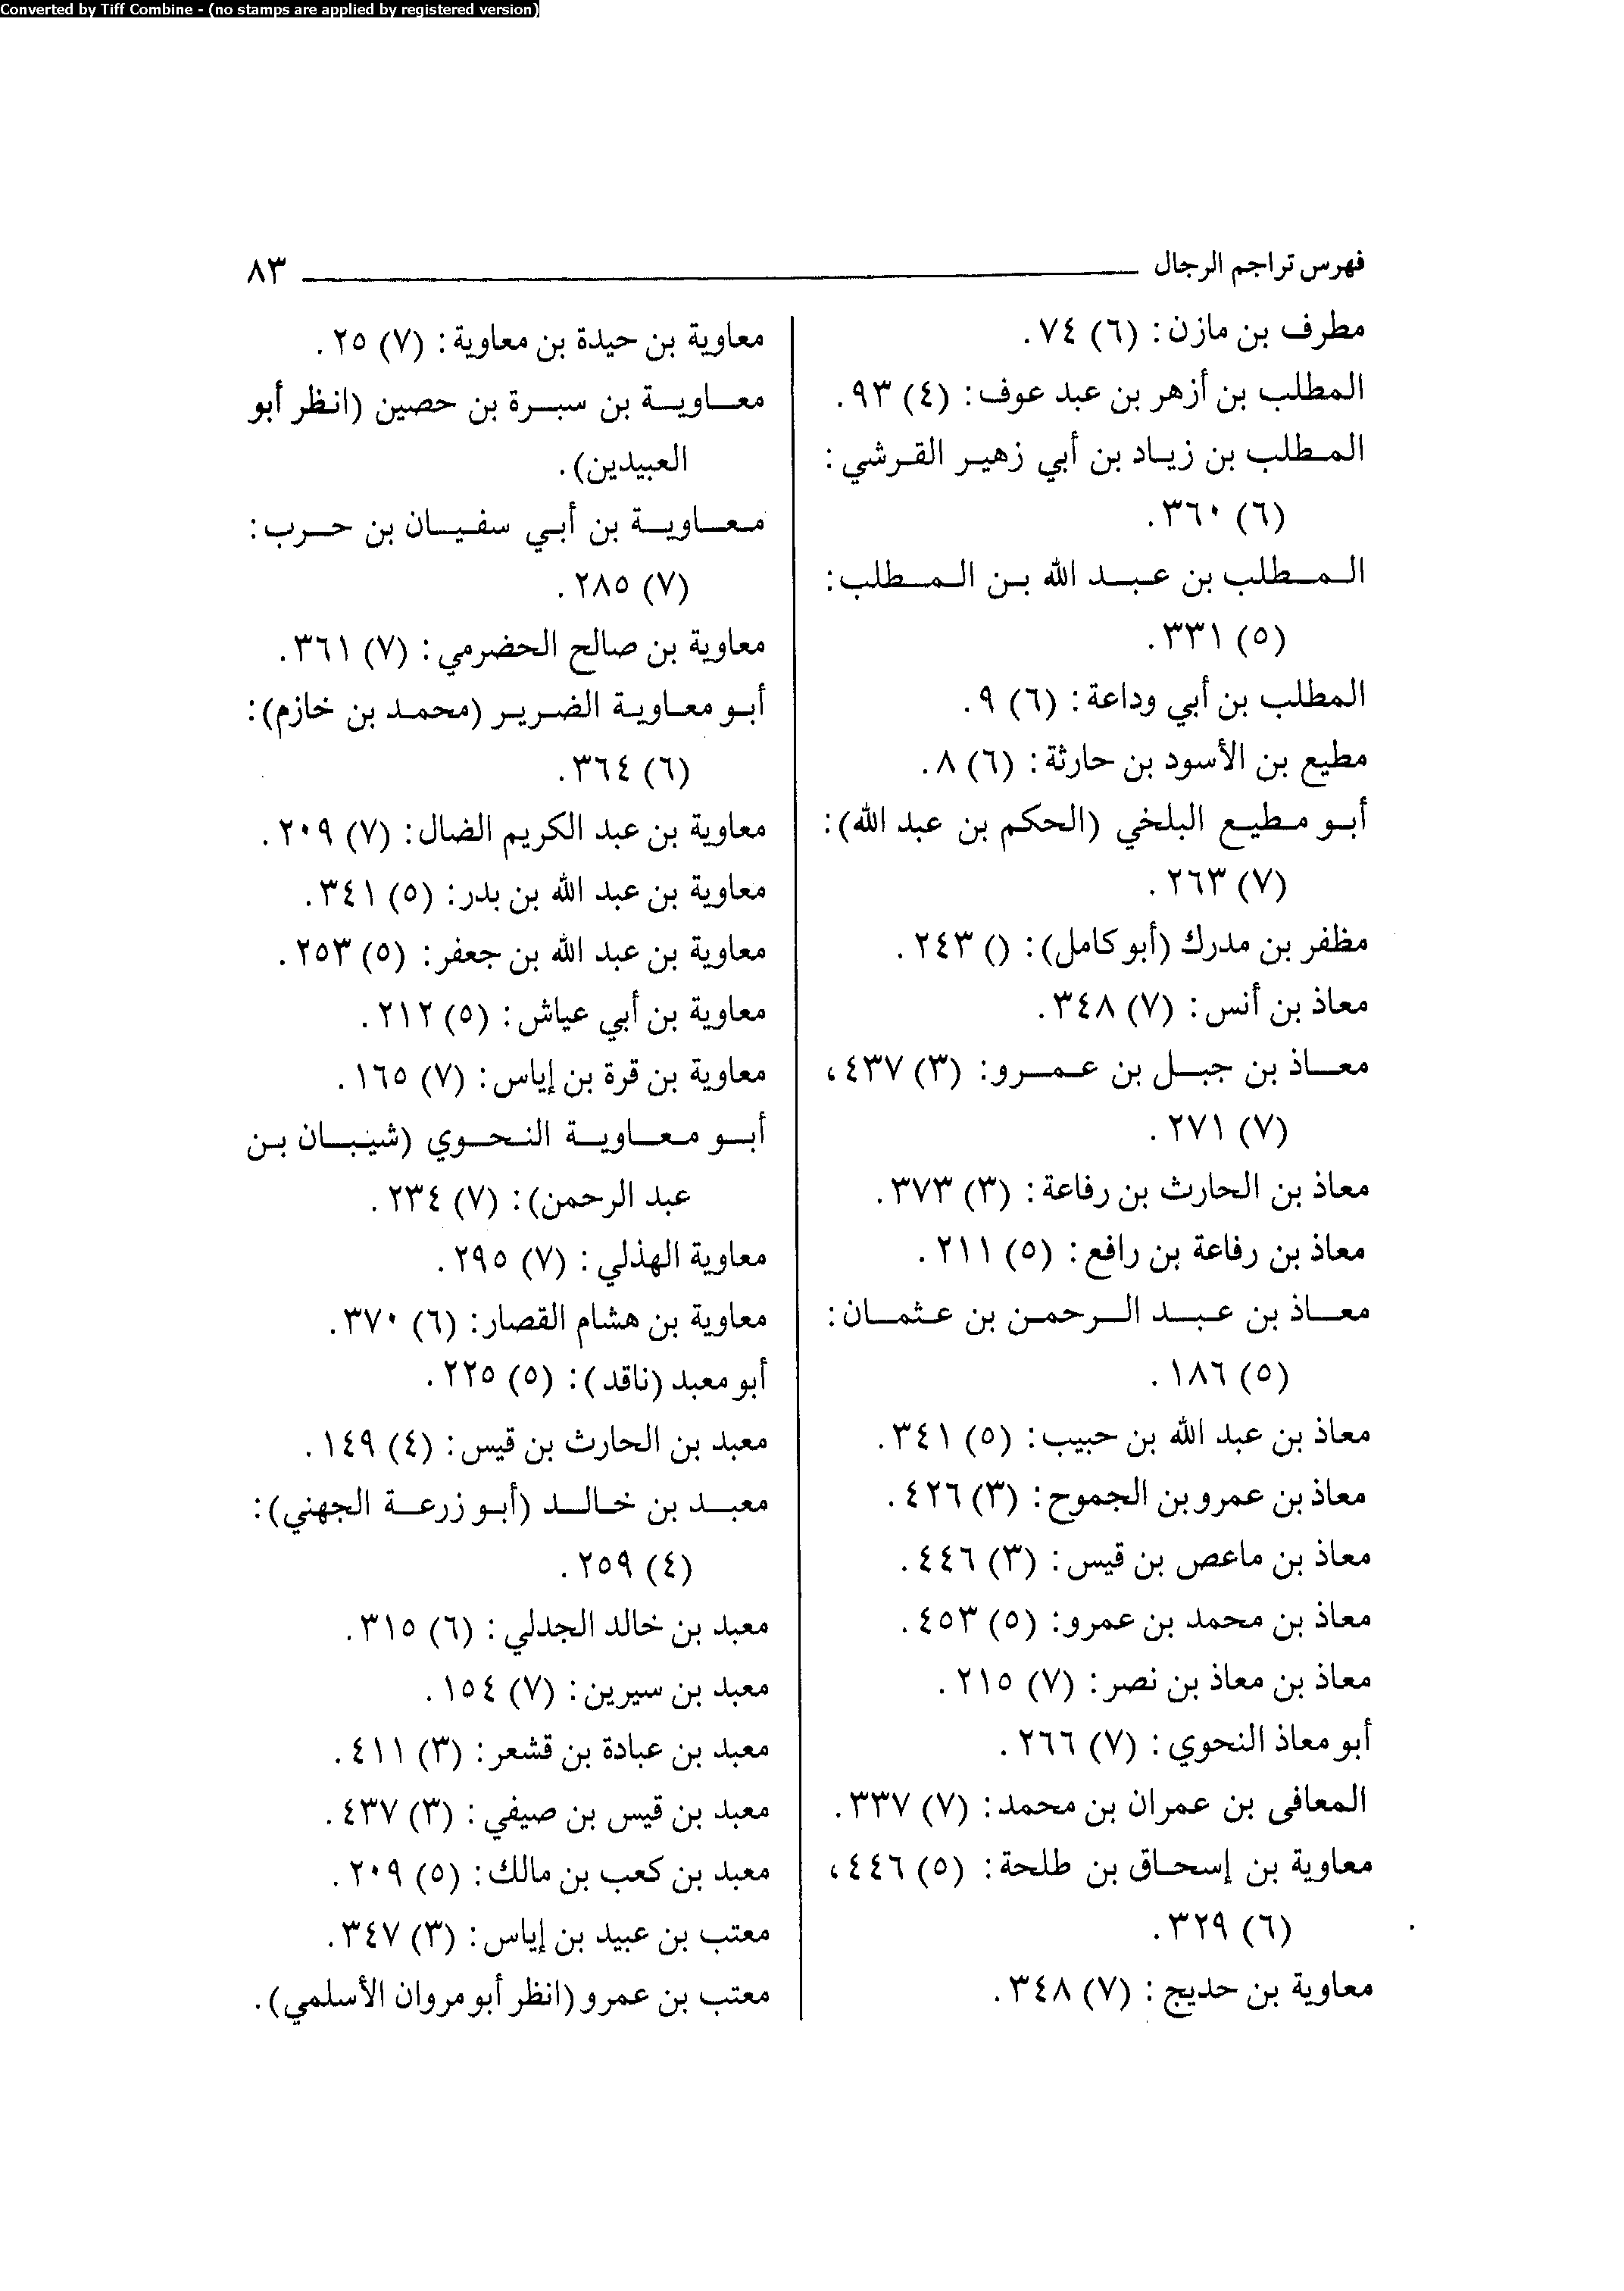 Converted by Tiff Combine - (no stamps are applied by registered version)
فهرس تراجم الرجال ٨٣
مطرف بن مازن: (٦) ٧٤.
المطلب بن أزهر بن عبد عوف: (٤) ٩٣.
المطلب بن زياد بن أبي زهير القرشي:
(٦) ٣٦٠.
المطلب بن عبد الله بن المطلب:
(٥) ٣٣١.
المطلب بن أبي وداعة: (٦) ٩.
مطيع بن الأسود بن حارثة: (٦) ٨.
أبو مطيع البلخي (الحكم بن عبد الله):
(٧) ٢٦٣.
مظفر بن مدرك (أبو كامل): () ٢٤٣.
معاذ بن أنس: (٧) ٣٤٨.
معاذ بن جبل بن عمرو: (٣) ٤٣٧،
(٧) ٢٧١.
معاذ بن الحارث بن رفاعة: (٣) ٣٧٣.
معاذ بن رفاعة بن رافع: (٥) ٢١١.
معاذ بن عبد الرحمن بن عثمان:
(٥) ١٨٦.
معاذ بن عبد الله بن حبيب: (٥) ٣٤١.
معاذ بن عمرو بن الجموح: (٣) ٤٢٦.
معاذ بن ماعص بن قيس: (٣) ٤٤٦.
معاذ بن محمد بن عمرو: (٥) ٤٥٣.
معاذ بن معاذ بن نصر: (٧) ٢١٥.
أبو معاذ النحوي: (٧) ٢٦٦.
المعافى بن عمران بن محمد: (٧) ٣٣٧.
معاوية بن إسحاق بن طلحة: (٥) ٤٤٦،
(٦) ٣٢٩.
معاوية بن حديج: (٧) ٣٤٨.
معاوية بن حيدة بن معاوية: (٧) ٢٥.
معاوية بن سبرة بن حصين (انظر أبو
العبيدين).
معاوية بن أبي سفيان بن حرب:
(٧) ٢٨٥.
معاوية بن صالح الحضرمي: (٧) ٣٦١.
أبو معاوية الضرير (محمد بن خازم):
(٦) ٣٦٤.
معاوية بن عبد الكريم الضال: (٧) ٢٠٩.
معاوية بن عبد الله بن بدر: (٥) ٣٤١.
معاوية بن عبد الله بن جعفر: (٥) ٢٥٣.
معاوية بن أبي عياش: (٥) ٢١٢.
معاوية بن قرة بن إياس: (٧) ١٦٥.
أبو معاوية النحوي (شيبان بن
عبد الرحمن): (٧) ٢٣٤.
معاوية الهذلي: (٧) ٢٩٥.
معاوية بن هشام القصار: (٦) ٣٧٠.
أبو معبد (ناقد): (٥) ٢٢٥.
معبد بن الحارث بن قيس: (٤) ١٤٩.
معبد بن خالد (أبو زرعة الجهني):
(٤) ٢٥٩.
معبد بن خالد الجدلي: (٦) ٣١٥.
معبد بن سيرين: (٧) ١٥٤.
معبد بن عبادة بن قشعر: (٣) ٤١١.
معبد بن قيس بن صيفي: (٣) ٤٣٧.
معبد بن كعب بن مالك: (٥) ٢٠٩.
معتب بن عبيد بن إياس: (٣) ٣٤٧.
معتب بن عمرو (انظر أبو مروان الأسلمي).